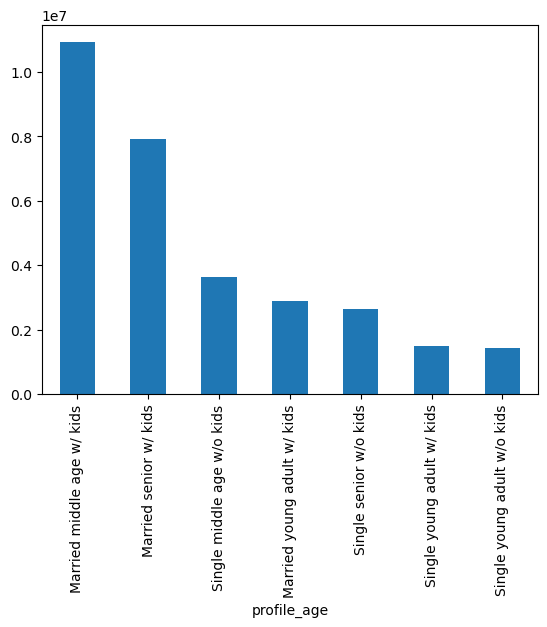 1e7
1.0
0.8
0.6
0.4
0.2
0.0
Married middle age w/ kids
Married senior w/ kids
Single middle age w/o kids
Married young adult w/ kids
Single senior w/o kids
Single young adult w/ kids
Single young adult w/o kids
profile_age